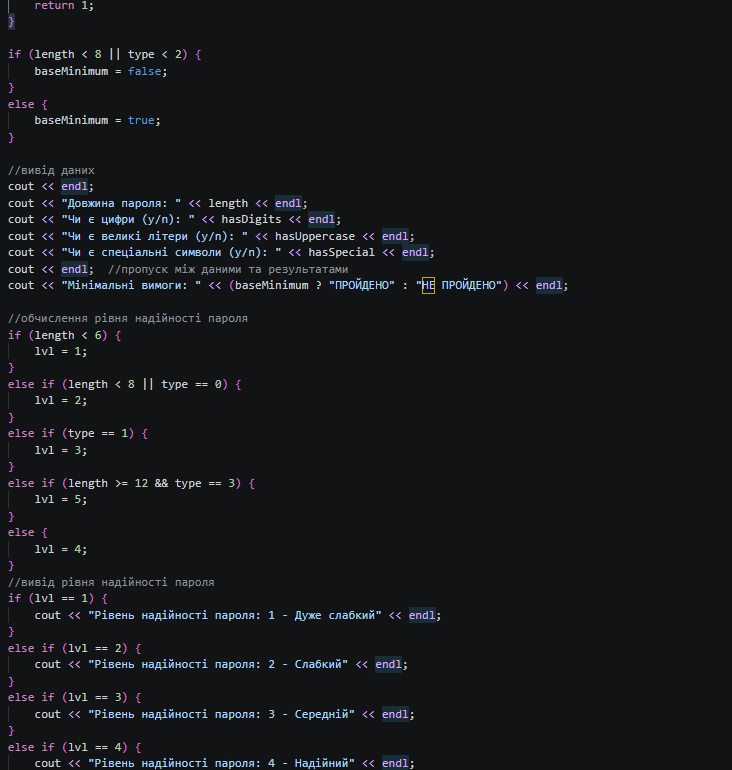 return 1;
}

if (length < 8 || type < 2) {
    baseMinimum = false;
}
else {
    baseMinimum = true;
}

//вивід даних
cout << endl;
cout << "Довжина пароля: " << length << endl;
cout << "Чи є цифри (y/n): " << hasDigits << endl;
cout << "Чи є великі літери (y/n): " << hasUppercase << endl;
cout << "Чи є спеціальні символи (y/n): " << hasSpecial << endl;
cout << endl;  //пропуск між даними та результатами
cout << "Мінімальні вимоги: " << (baseMinimum ? "ПРОЙДЕНО" : "НЕ ПРОЙДЕНО") << endl;

//обчислення рівня надійності пароля
if (length < 6) {
    lvl = 1;
}
else if (length < 8 || type == 0) {
    lvl = 2;
}
else if (type == 1) {
    lvl = 3;
}
else if (length >= 12 && type == 3) {
    lvl = 5;
}
else {
    lvl = 4;
}
//вивід рівня надійності пароля
if (lvl == 1) {
    cout << "Рівень надійності пароля: 1 - Дуже слабкий" << endl;
}
else if (lvl == 2) {
    cout << "Рівень надійності пароля: 2 - Слабкий" << endl;
}
else if (lvl == 3) {
    cout << "Рівень надійності пароля: 3 - Середній" << endl;
}
else if (lvl == 4) {
    cout << "Рівень надійності пароля: 4 - Надійний" << endl;